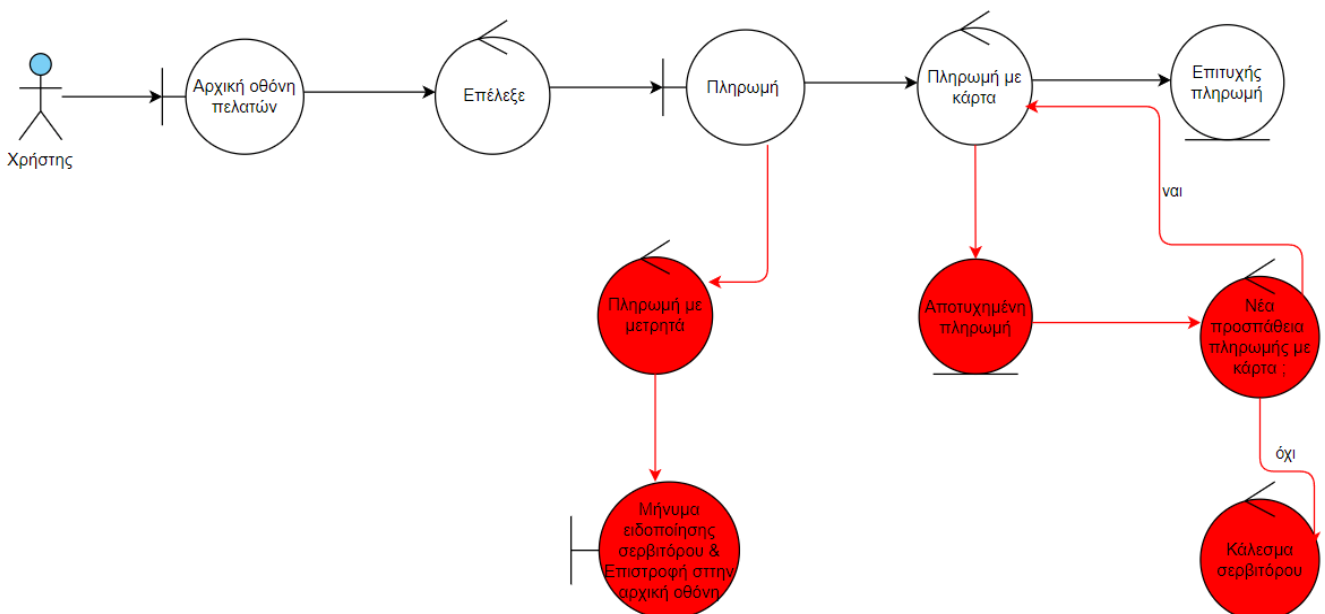 Χρήστης
Αρχική οθόνη
πελατών
Επέλεξε
Πληρωμή
Πληρωμή με
κάρτα
Επιτυχής
πληρωμή
ναι
Πληρωμή με
μετρητά
Αποτυχημένη
πληρωμή
Νέα
προσπάθεια
πληρωμής με
κάρτα ;
όχι
Μήνυμα
ειδοποίησης
σερβιτόρου &
Επιστροφή σττην
αρχική οθόνη
Κάλεσμα
σερβιτόρου